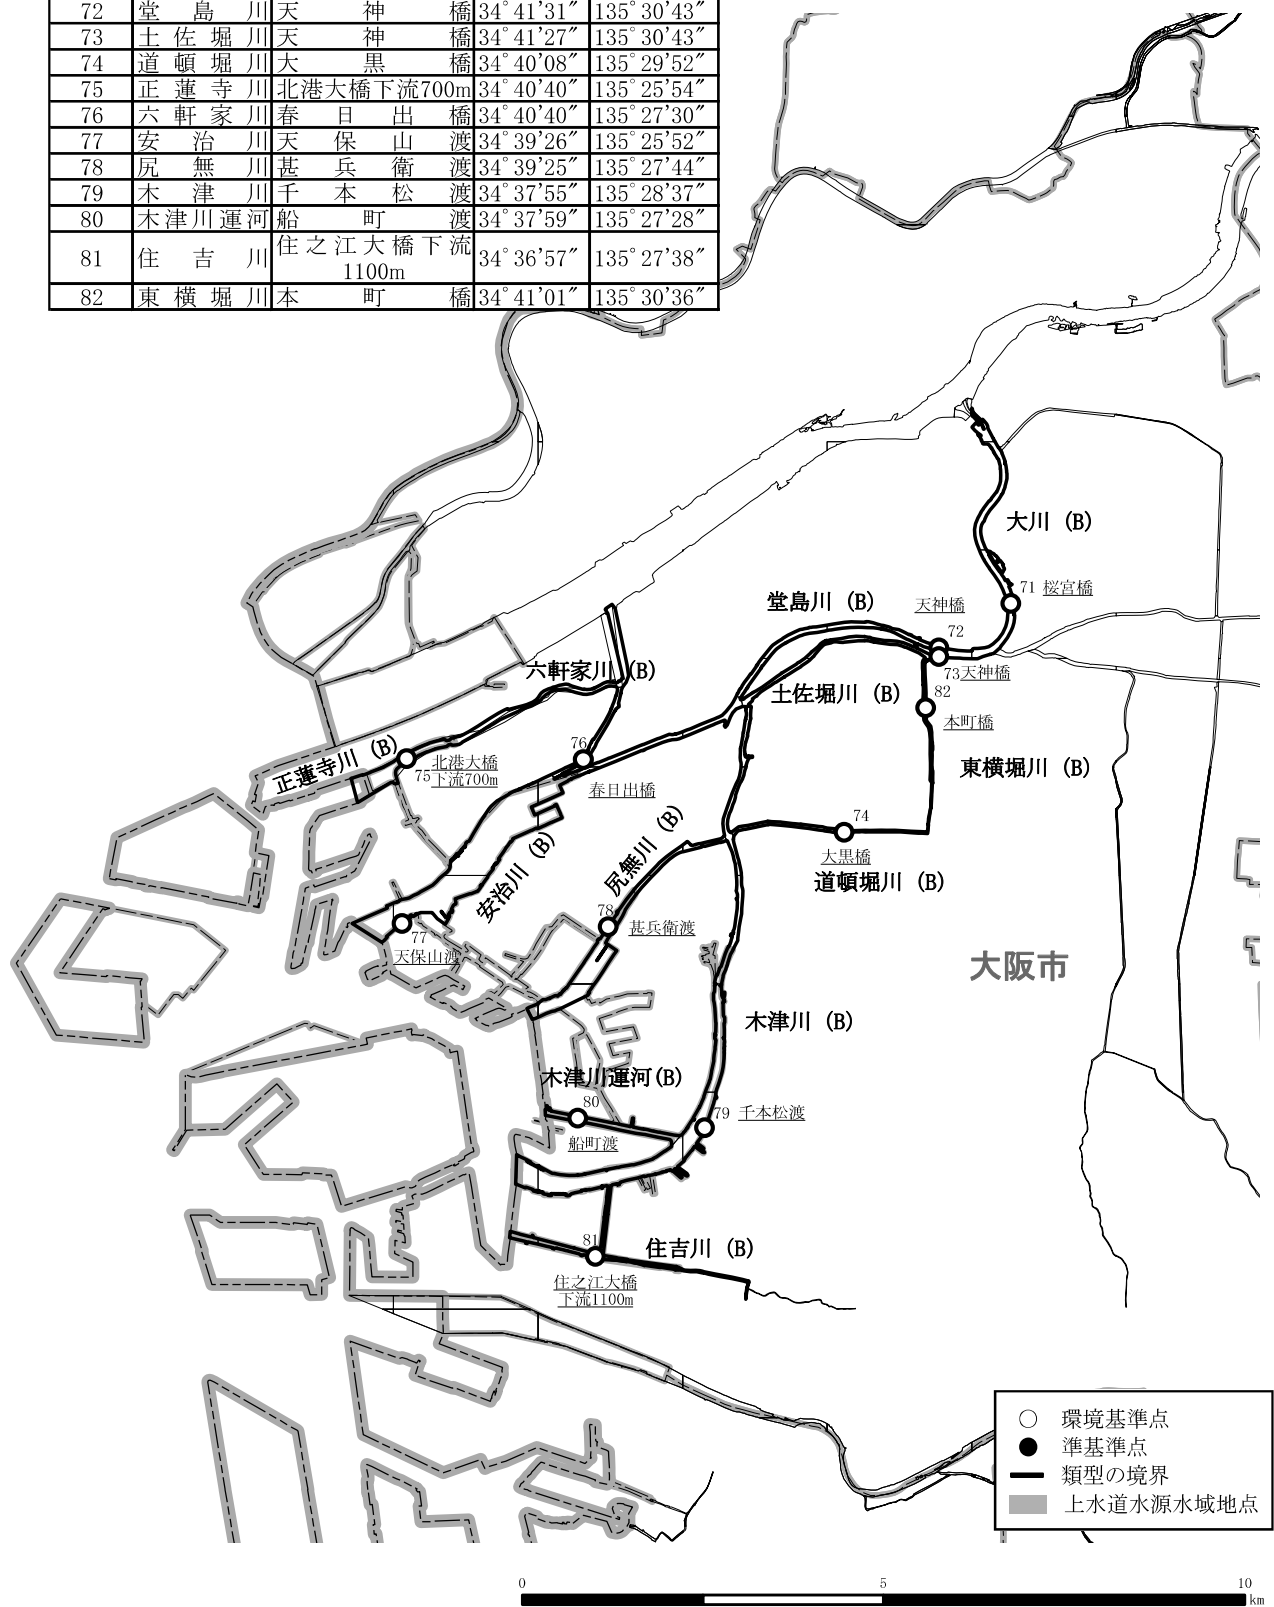 72 堂島川 天神橋 34°41’31” 135°30’43”
73 土佐堀川 天神橋 34°41’27” 135°30’43”
74 道頓堀川 大黒橋 34°40’08” 135°29’52”
75 正蓮寺川 北港大橋下流700m 34°40’40” 135°25’54”
76 六軒家川 春日出橋 34°40’40” 135°27’30”
77 安治川 天保山渡 34°39’26” 135°25’52”
78 尻無川 甚兵衛渡 34°39’25” 135°27’44”
79 木津川 千本松渡 34°37’55” 135°28’37”
80 木津川運河 船町渡 34°37’59” 135°27’28”
81 住吉川 住之江大橋下流 34°36’57” 135°27’38”
1100m
82 東横堀川 本町橋 34°41’01” 135°30’36”
大川 (B)
71 桜宮橋
堂島川 (B)
天神橋
72
73天神橋
六軒家川 (B)
土佐堀川 (B)
82
本町橋
正蓮寺川 (B)
75
北港大橋
下流700m
76
春日出橋
東横堀川 (B)
74
大黒橋
道頓堀川 (B)
安治川 (B)
尻無川 (B)
78
甚兵衛渡
77
天保山渡
大阪市
木津川 (B)
木津川運河(B)
80
船町渡
79 千本松渡
81
住吉川 (B)
住之江大橋
下流1100m
○ 環境基準点
● 準基準点
類型の境界
上水道水源水域地点
0 5 10
km